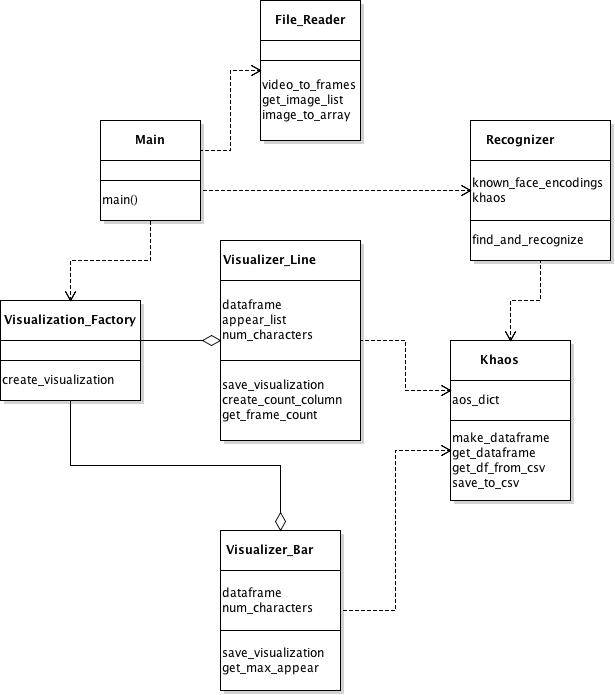 File_Reader
video_to_frames
get_image_list
image_to_array
Main
main()
Recognizer
known_face_encodings
khaos
find_and_recognize
Visualizer_Line
dataframe
appear_list
num_characters
save_visualization
create_count_column
get_frame_count
Visualization_Factory
create_visualization
Khaos
aos_dict
make_dataframe
get_dataframe
get_df_from_csv
save_to_csv
Visualizer_Bar
dataframe
num_characters
save_visualization
get_max_appear